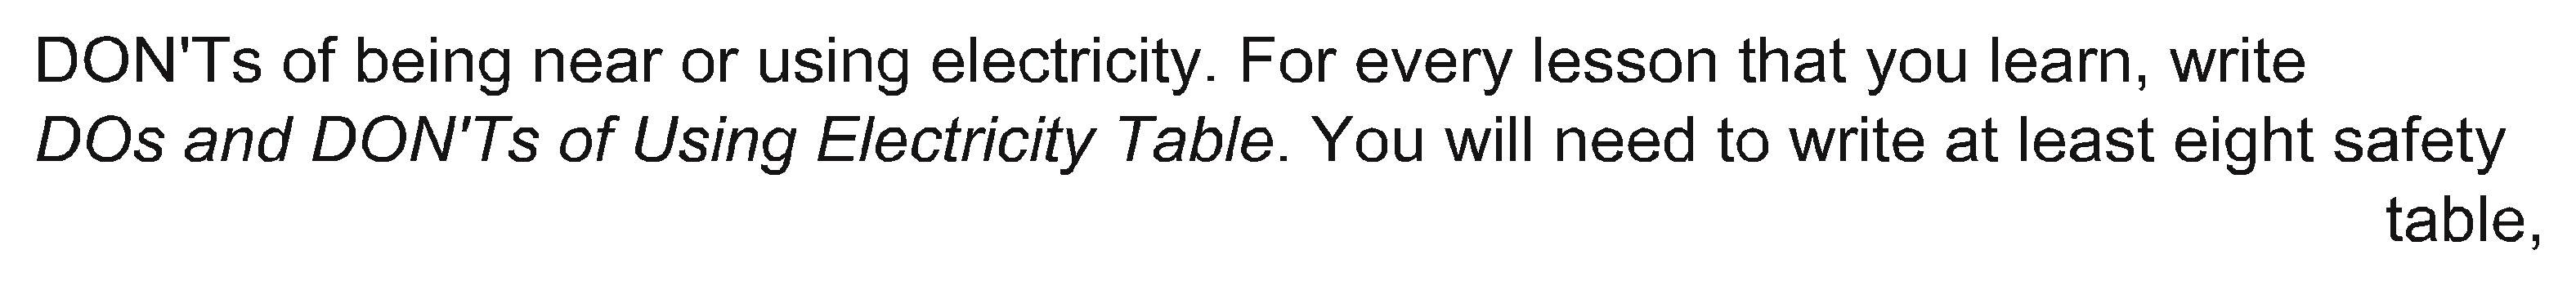 DON'Ts of being near or using electricity. For every lesson that you learn, write
DOs and DON'Ts of Using Electricity Table. You will need to write at least eight safety
table,